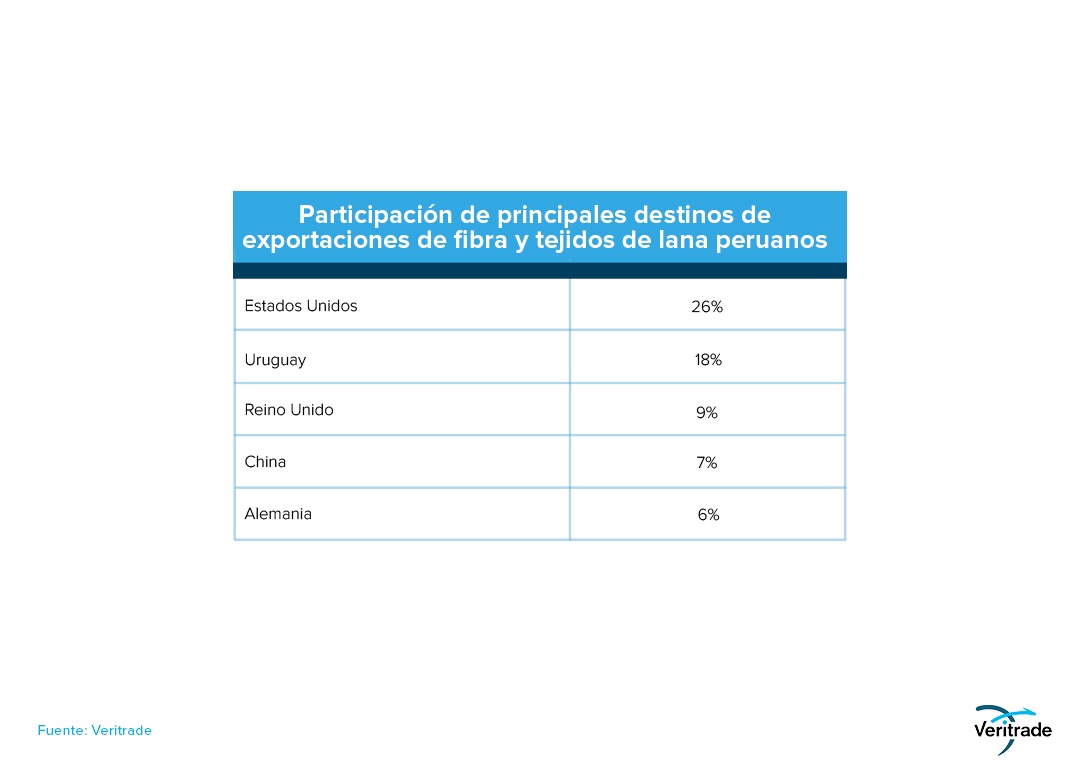 Participación de principales destinos de
exportaciones de fibra y tejidos de lana peruanos
Estados Unidos 26%
Uruguay 18%
Reino Unido 9%
China 7%
Alemania 6%
Fuente: Veritrade
Veritrade